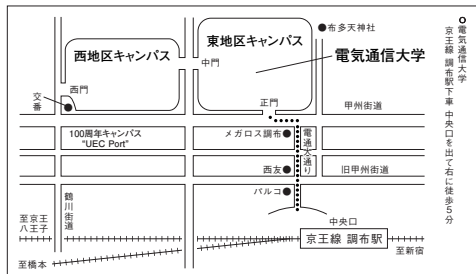 電気通信大学
京王線 調布駅下車 中央口を出て右に徒歩5分
布多天神社
西地区キャンパス
東地区キャンパス
中門
電気通信大学
西門
交番
正門
甲州街道
100周年キャンパス
"UEC Port"
メガロス調布
電通大通り
西友
旧甲州街道
パルコ
鶴川街道
中央口
至京王
八王子
京王線 調布駅
至新宿
至橋本